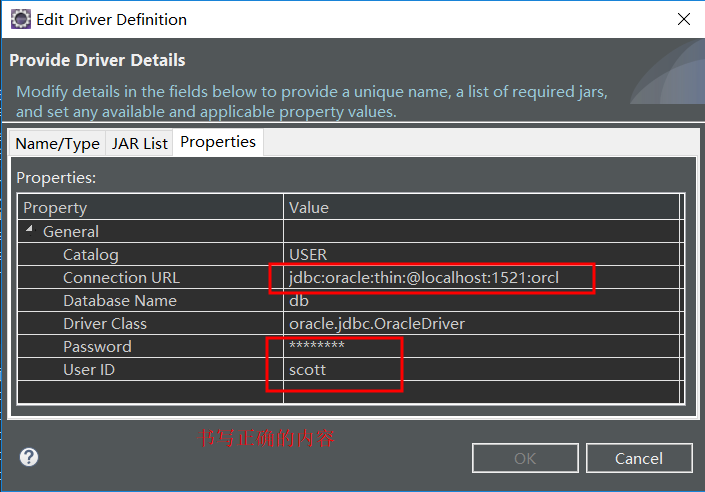 Edit Driver Definition
Provide Driver Details
Modify details in the fields below to provide a unique name, a list of required jars,
and set any available and applicable property values.
Name/Type JAR List Properties
Properties:
Property Value
General
Catalog USER
Connection URL jdbc:oracle:thin:@localhost:1521:orcl
Database Name db
Driver Class oracle.jdbc.OracleDriver
Password ********
User ID scott
书写正确的内容
? OK Cancel